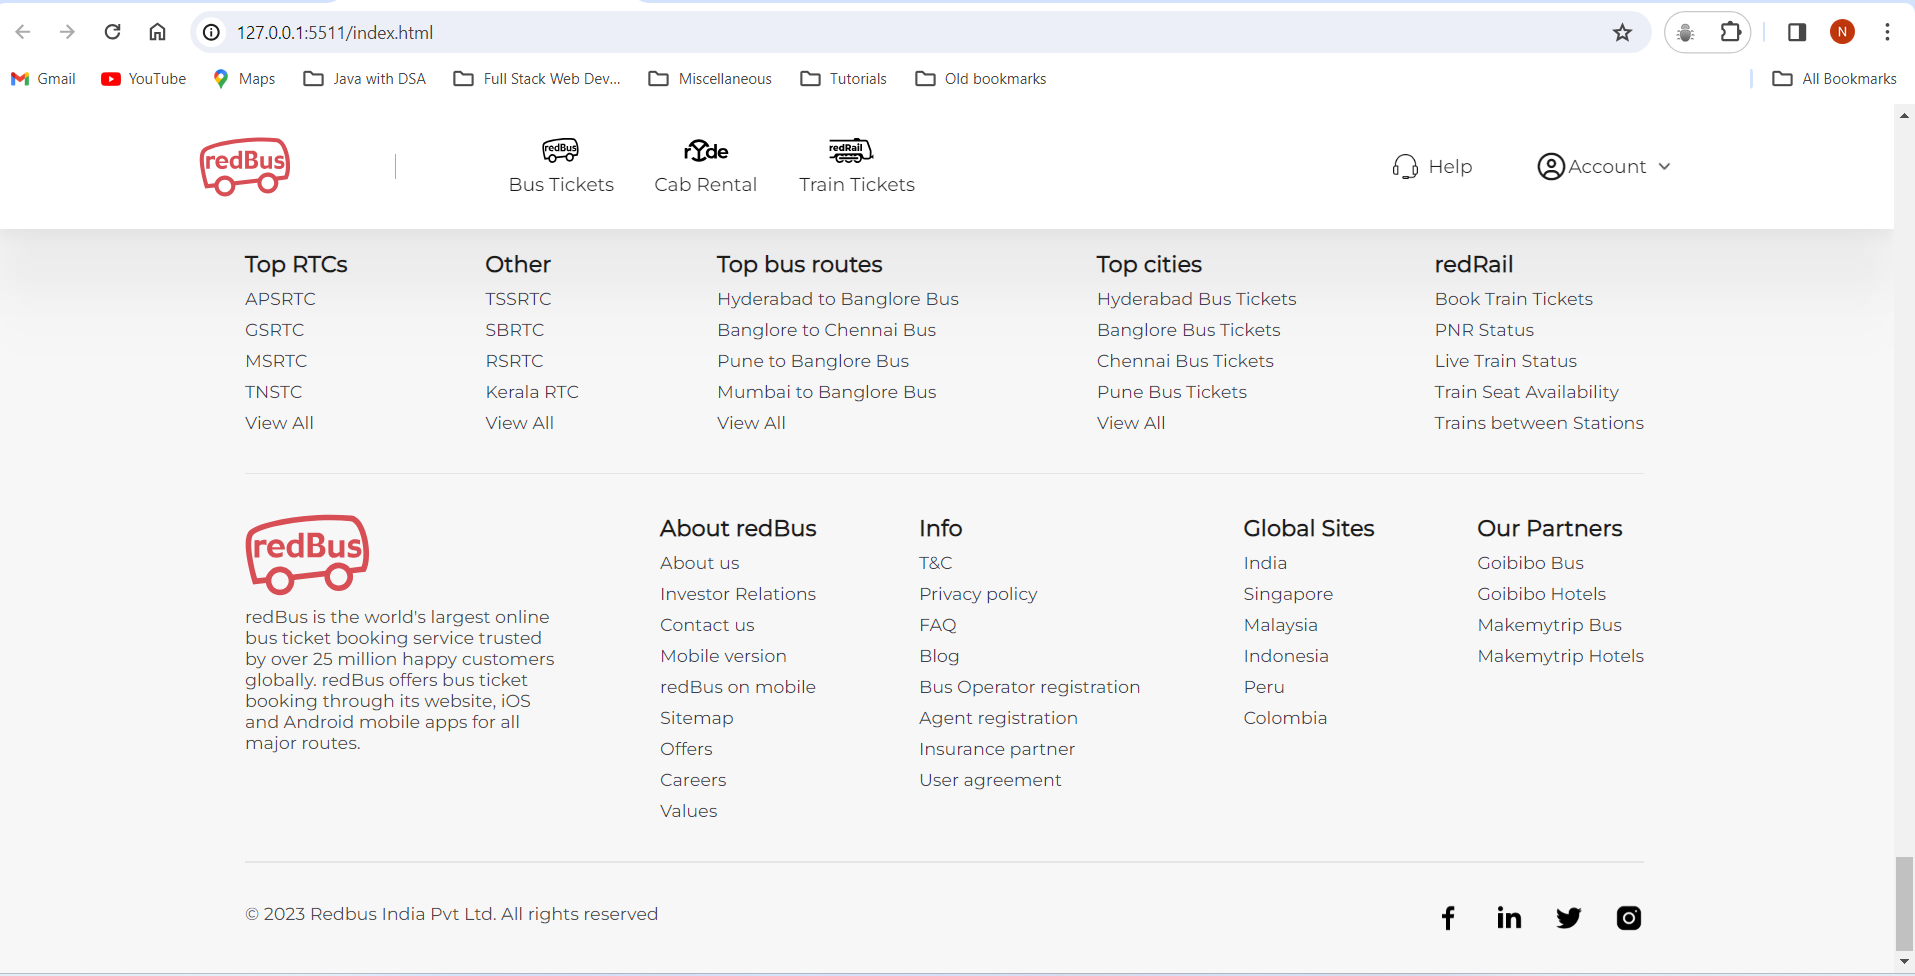 127.0.0.1:5511/index.html
N
Gmail
YouTube
Maps
Java with DSA
Full Stack Web Dev...
Miscellaneous
Tutorials
Old bookmarks
All Bookmarks
redBus
redBus
Bus Tickets
rYde
Cab Rental
redRail
Train Tickets
Help
Account
Top RTCs
APSRTC
GSRTC
MSRTC
TNSTC
View All
Other
TSSRTC
SBRTC
RSRTC
Kerala RTC
View All
Top bus routes
Hyderabad to Banglore Bus
Banglore to Chennai Bus
Pune to Banglore Bus
Mumbai to Banglore Bus
View All
Top cities
Hyderabad Bus Tickets
Banglore Bus Tickets
Chennai Bus Tickets
Pune Bus Tickets
View All
redRail
Book Train Tickets
PNR Status
Live Train Status
Train Seat Availability
Trains between Stations
redBus
redBus is the world's largest online
bus ticket booking service trusted
by over 25 million happy customers
globally. redBus offers bus ticket
booking through its website, iOS
and Android mobile apps for all
major routes.
About redBus
About us
Investor Relations
Contact us
Mobile version
redBus on mobile
Sitemap
Offers
Careers
Values
Info
T&C
Privacy policy
FAQ
Blog
Bus Operator registration
Agent registration
Insurance partner
User agreement
Global Sites
India
Singapore
Malaysia
Indonesia
Peru
Colombia
Our Partners
Goibibo Bus
Goibibo Hotels
Makemytrip Bus
Makemytrip Hotels
© 2023 Redbus India Pvt Ltd. All rights reserved